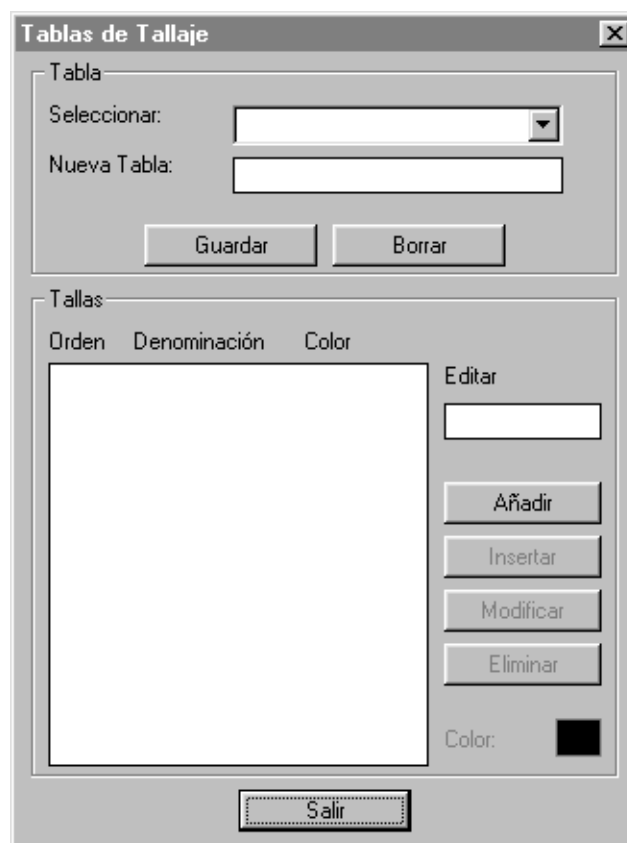 Tablas de Tallaje
Tabla
Seleccionar:
Nueva Tabla:
Guardar Borrar
Tallas
Orden Denominación Color
Editar
Añadir
Insertar
Modificar
Eliminar
Color:
Salir